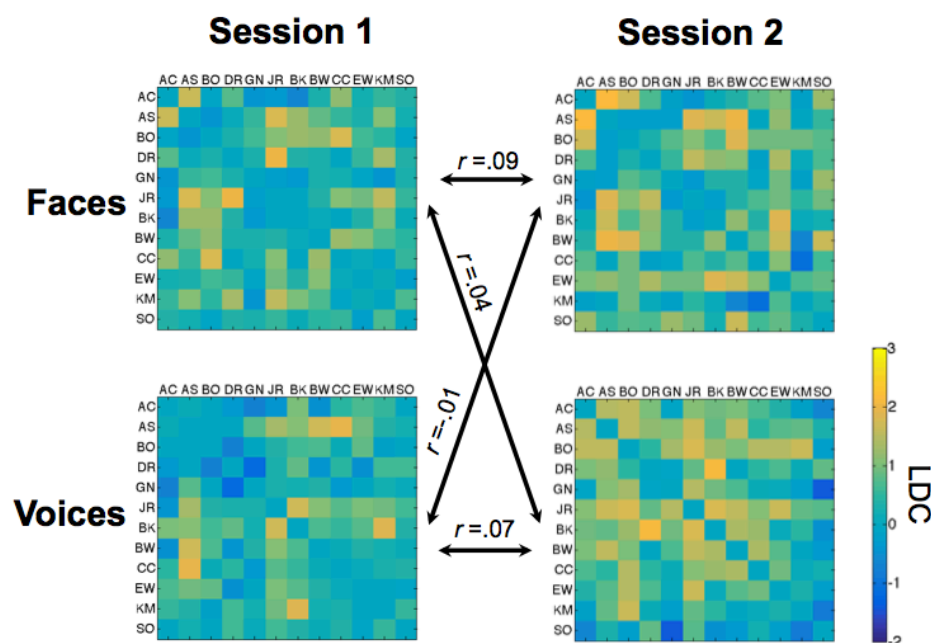 Session 1
Session 2
AC AS BO DR GN JR BK BW CC EW KM SO
AC AS BO DR GN JR BK BW CC EW KM SO
Faces
AC
AS
BO
DR
GN
JR
BK
BW
CC
EW
KM
SO
r =.09
r =.04
r =-.01
r =.07
AC
AS
BO
DR
GN
JR
BK
BW
CC
EW
KM
SO
AC AS BO DR GN JR BK BW CC EW KM SO
AC AS BO DR GN JR BK BW CC EW KM SO
Voices
AC
AS
BO
DR
GN
JR
BK
BW
CC
EW
KM
SO
AC
AS
BO
DR
GN
JR
BK
BW
CC
EW
KM
SO
3
2
1
0
-1
-2
LDC